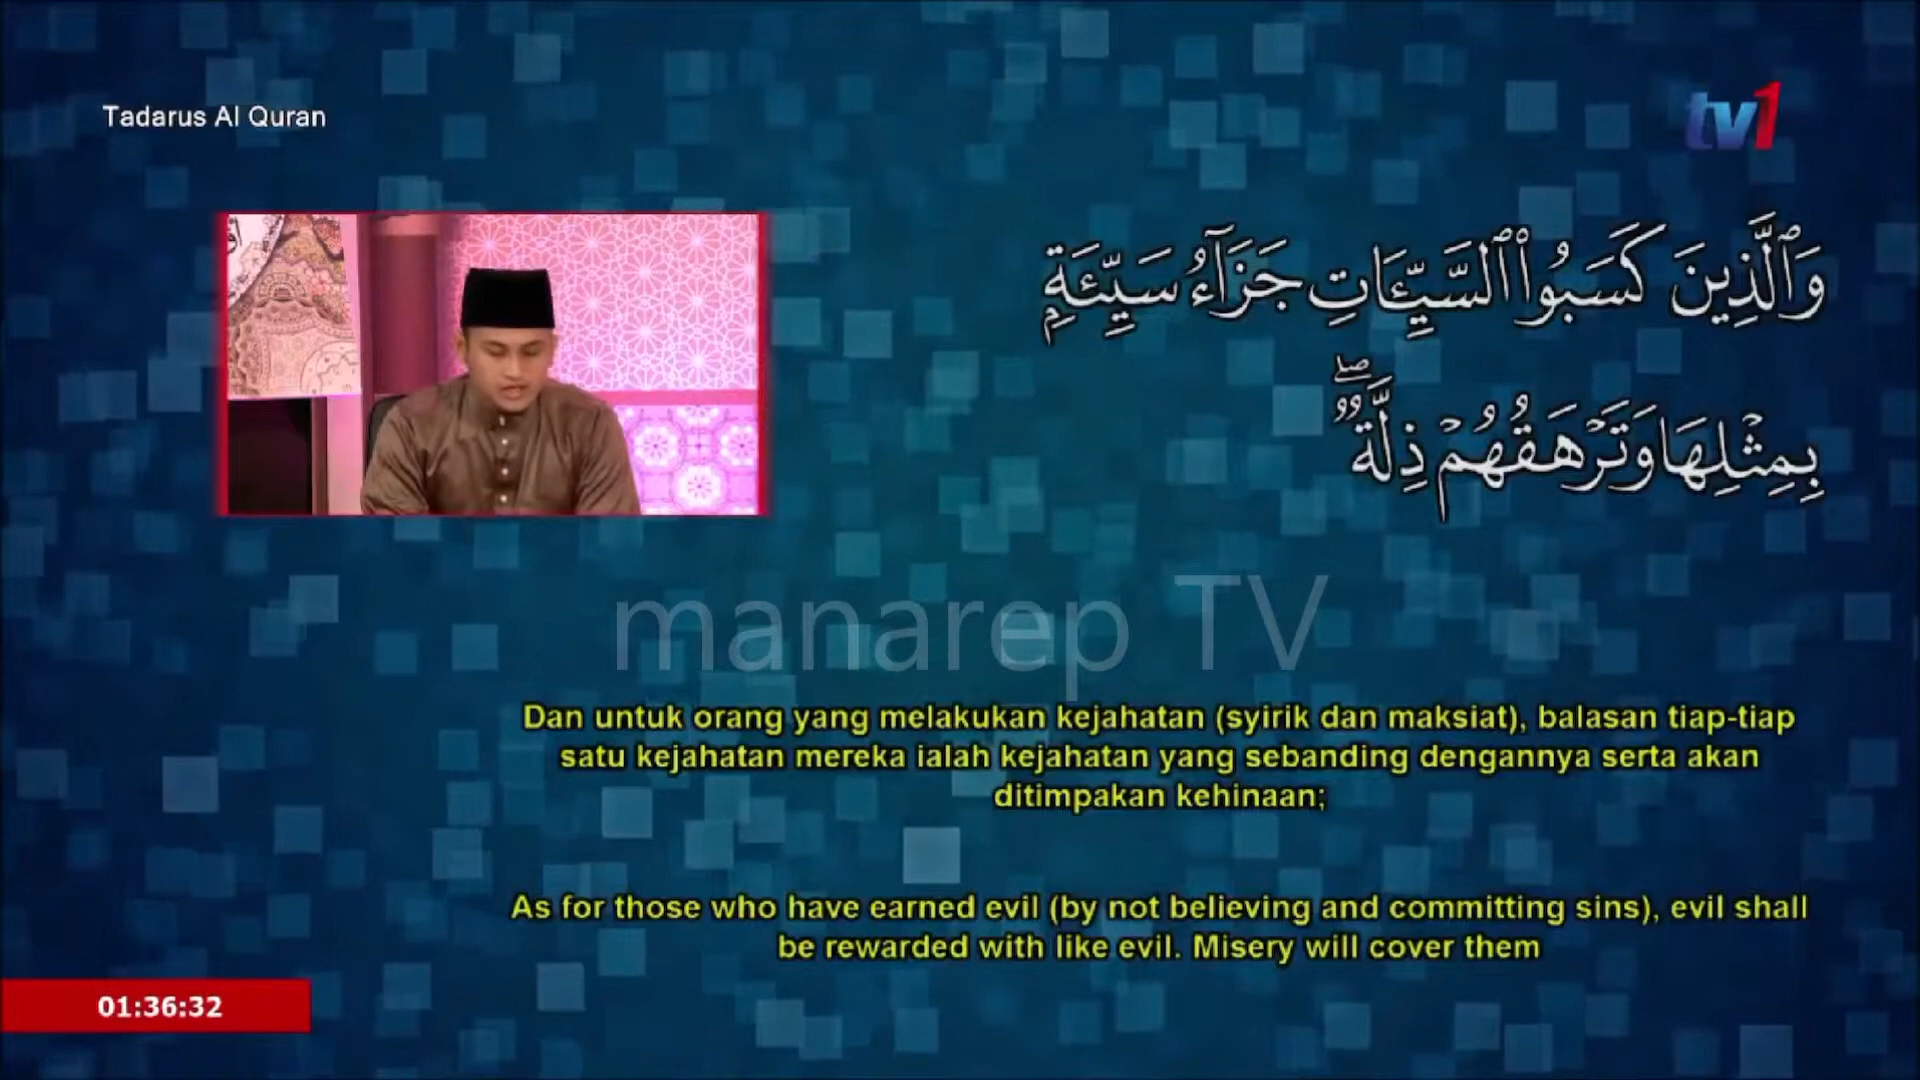 Tadarus Al Quran
tv1
وَٱلَّذِينَ كَسَبُوا۟ ٱلسَّيِّـَٔاتِ جَزَآءُ سَيِّئَةٍۭ
بِمِثْلِهَا وَتَرْهَقُهُمْ ذِلَّةٌ ۖ
manarep TV
Dan untuk orang yang melakukan kejahatan (syirik dan maksiat), balasan tiap-tiap
satu kejahatan mereka ialah kejahatan yang sebanding dengannya serta akan
ditimpakan kehinaan;
As for those who have earned evil (by not believing and committing sins), evil shall
be rewarded with like evil. Misery will cover them
01:36:32